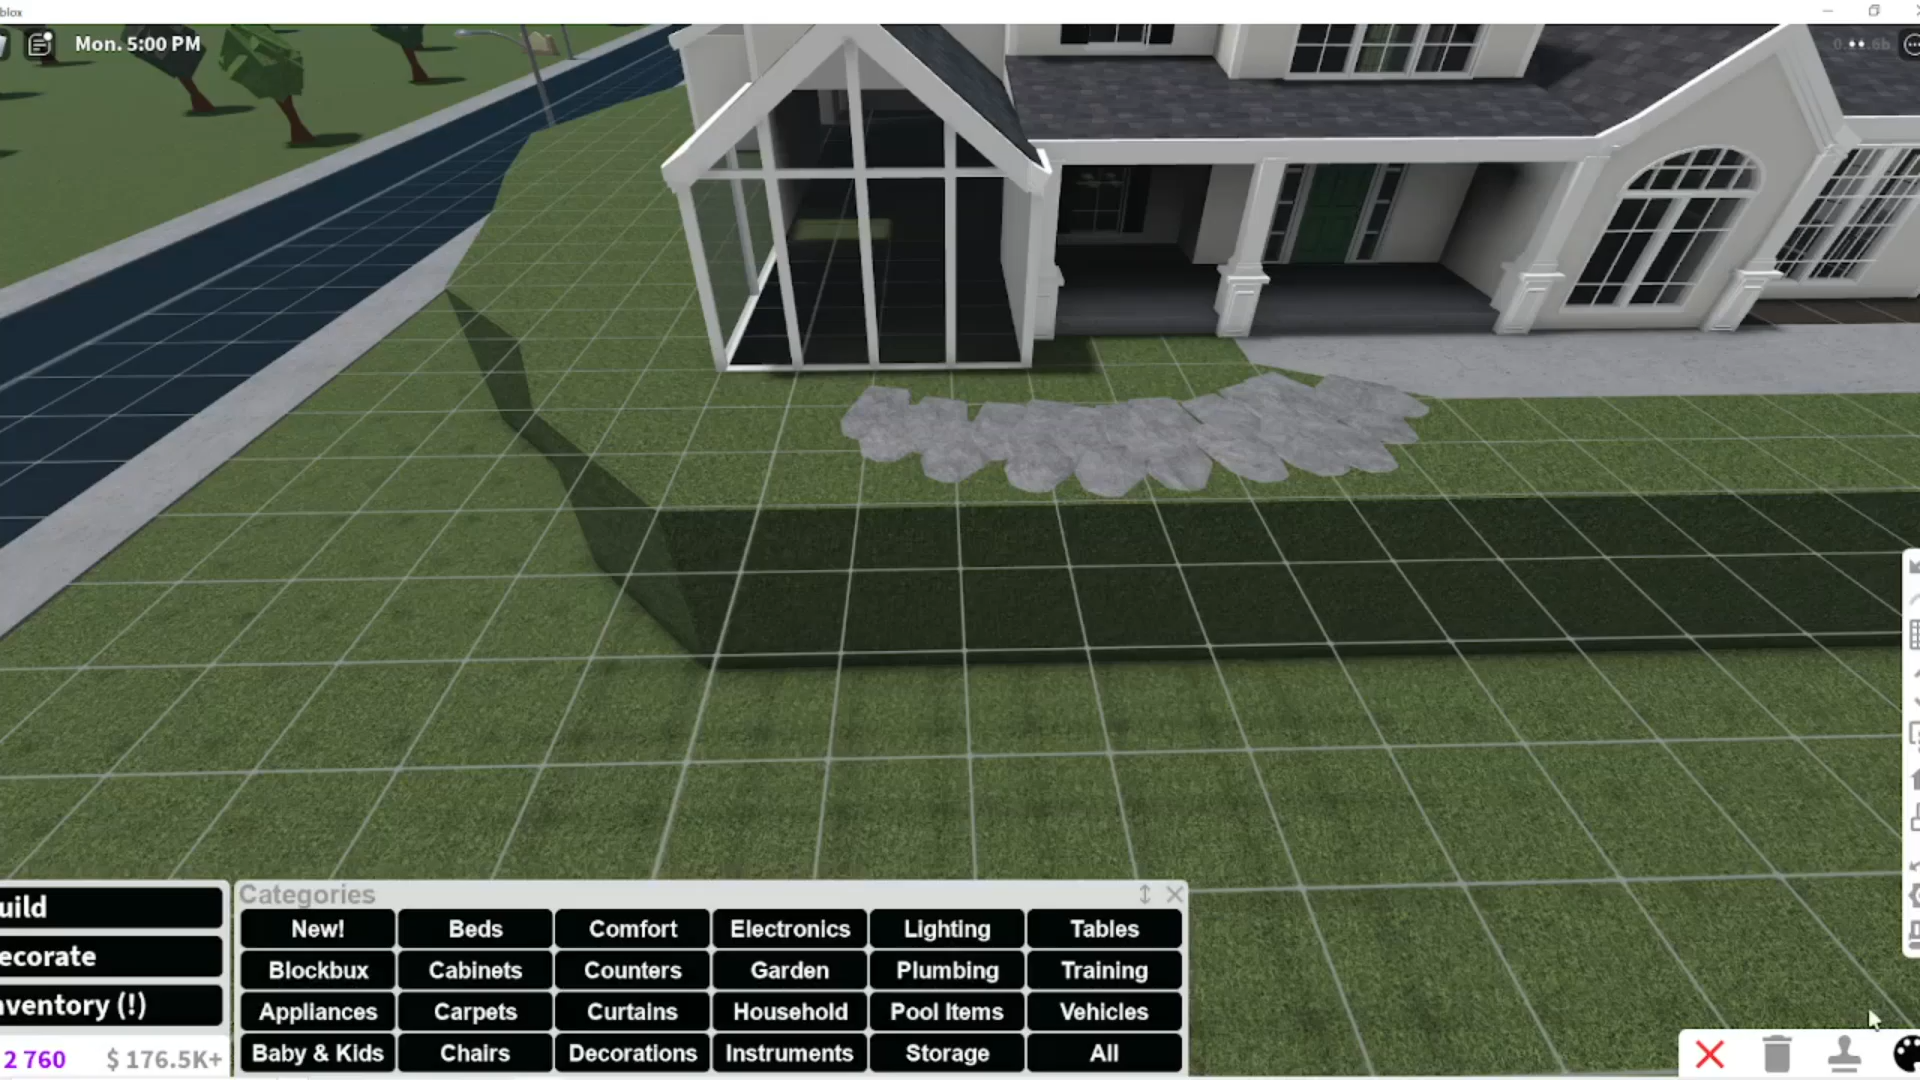 blox
Mon. 5:00 PM
uild
ecorate
nventory (!)
2 760 $ 176.5K+
Categories
New! Beds Comfort Electronics Lighting Tables
Blockbux Cabinets Counters Garden Plumbing Training
Appliances Carpets Curtains Household Pool Items Vehicles
Baby & Kids Chairs Decorations Instruments Storage All